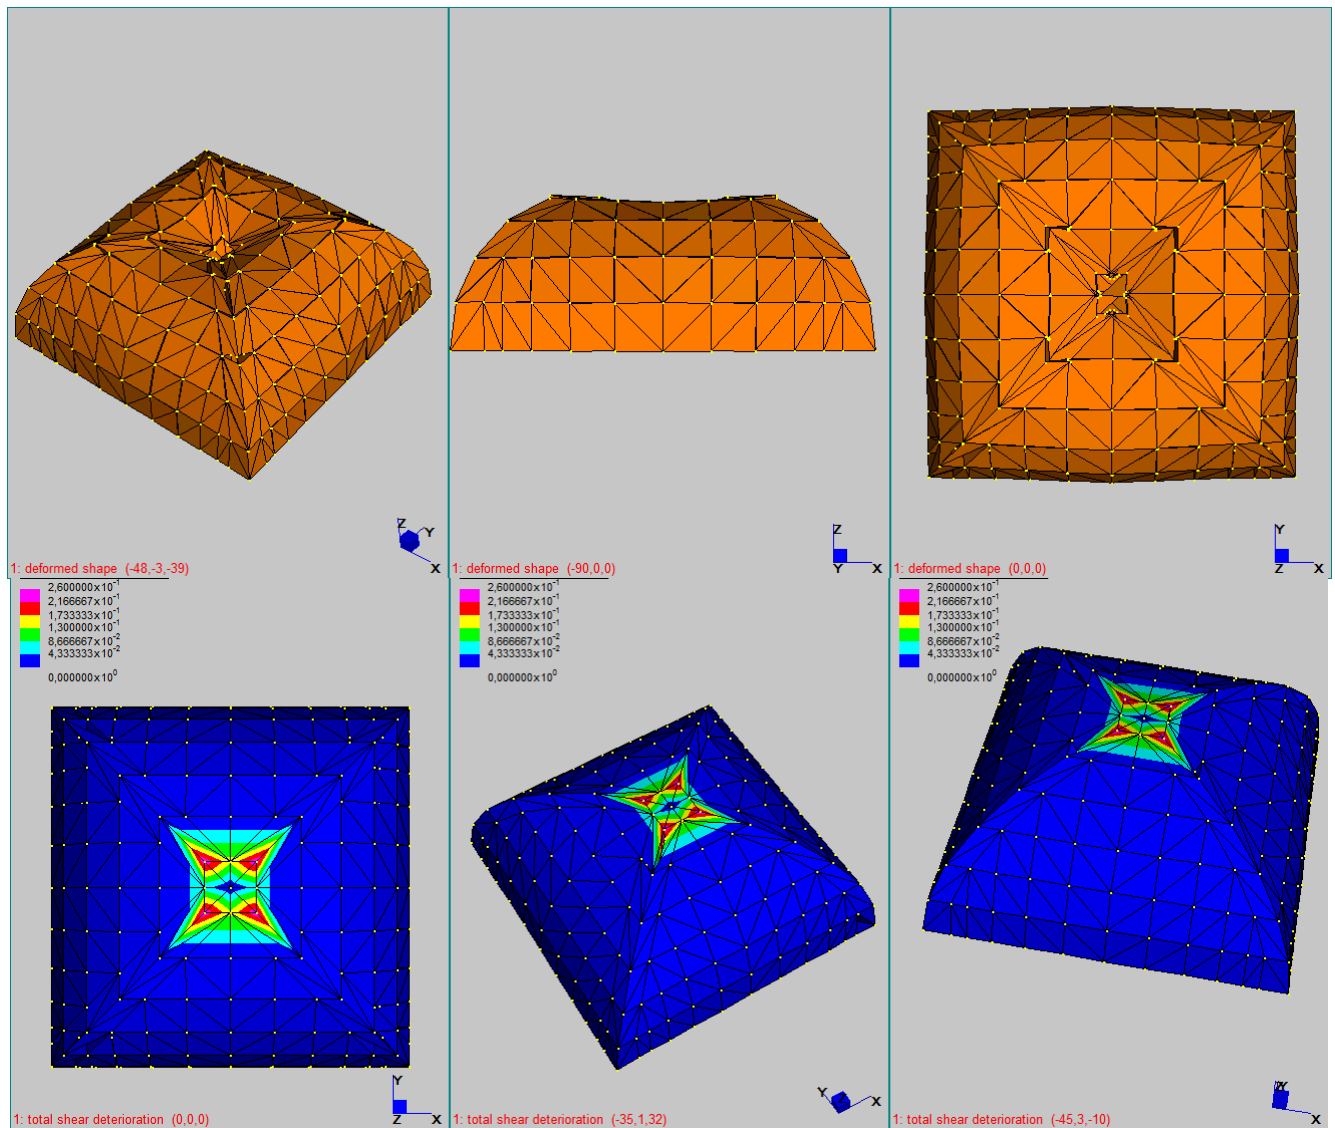 Z
Y
X
1: deformed shape (-48,-3,-39)
Z
Y
X
1: deformed shape (-90,0,0)
Y
Z
X
1: deformed shape (0,0,0)
2,600000x10⁻¹
2,166667x10⁻¹
1,733333x10⁻¹
1,300000x10⁻¹
8,666667x10⁻²
4,333333x10⁻²
0,000000x10⁰
Y
Z
X
1: total shear deterioration (0,0,0)
2,600000x10⁻¹
2,166667x10⁻¹
1,733333x10⁻¹
1,300000x10⁻¹
8,666667x10⁻²
4,333333x10⁻²
0,000000x10⁰
Y
Z
X
1: total shear deterioration (-35,1,32)
2,600000x10⁻¹
2,166667x10⁻¹
1,733333x10⁻¹
1,300000x10⁻¹
8,666667x10⁻²
4,333333x10⁻²
0,000000x10⁰
X
1: total shear deterioration (-45,3,-10)